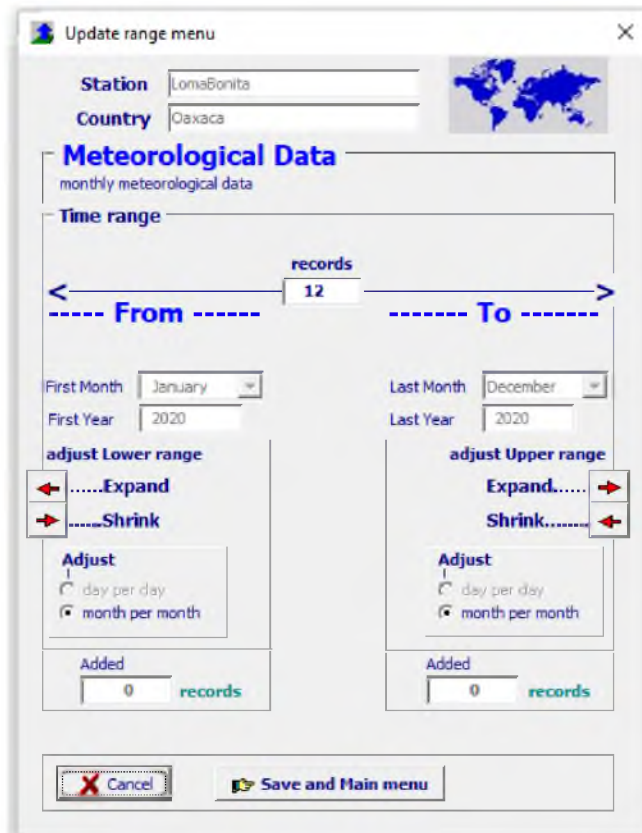 Update range menu
Station LomaBonita
Country Oaxaca
Meteorological Data
monthly meteorological data
Time range
records
< 12 >
------ From ------- -------- To -------
First Month January Last Month December
First Year 2020 Last Year 2020
adjust Lower range adjust Upper range
......Expand Expand......
.......Shrink Shrink.......
Adjust Adjust
day per day day per day
month per month month per month
Added Added
0 records 0 records
Cancel Save and Main menu